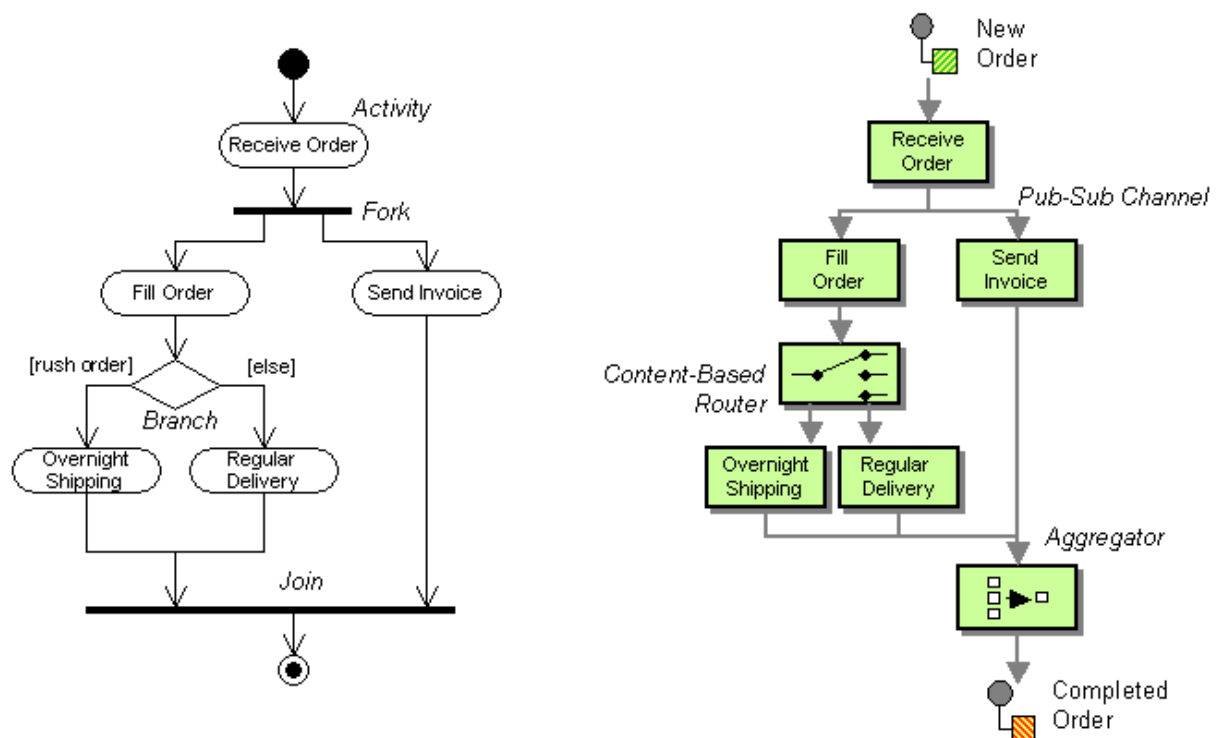 Activity
Receive Order
Fork
Fill Order
Send Invoice
[rush order]
[else]
Branch
Overnight
Shipping
Regular
Delivery
Join
New
Order
Receive
Order
Pub-Sub Channel
Fill
Order
Send
Invoice
Content-Based
Router
Overnight
Shipping
Regular
Delivery
Aggregator
Completed
Order